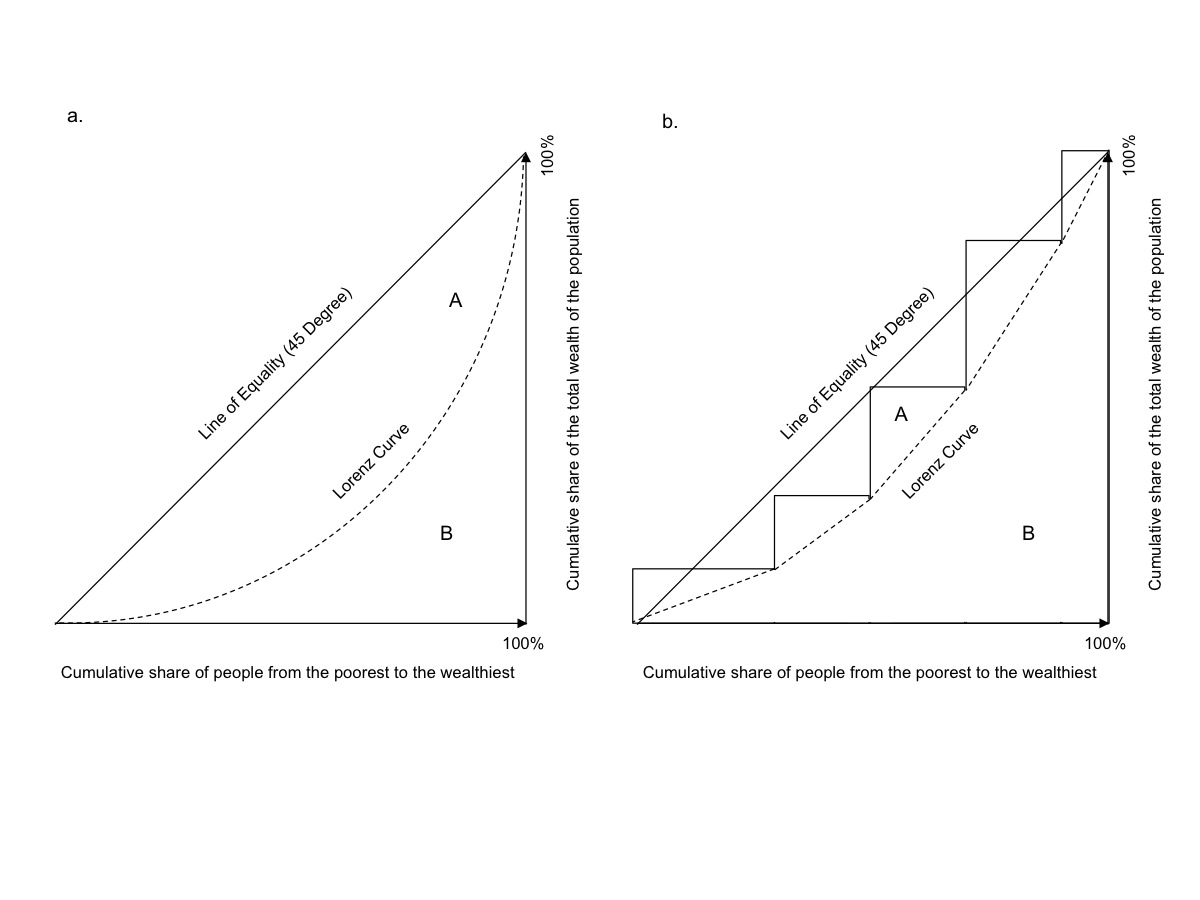 a.
100%
Cumulative share of the total wealth of the population
Line of Equality (45 Degree)
A
Lorenz Curve
B
100%
Cumulative share of people from the poorest to the wealthiest
b.
100%
Cumulative share of the total wealth of the population
Line of Equality (45 Degree)
A
Lorenz Curve
B
100%
Cumulative share of people from the poorest to the wealthiest